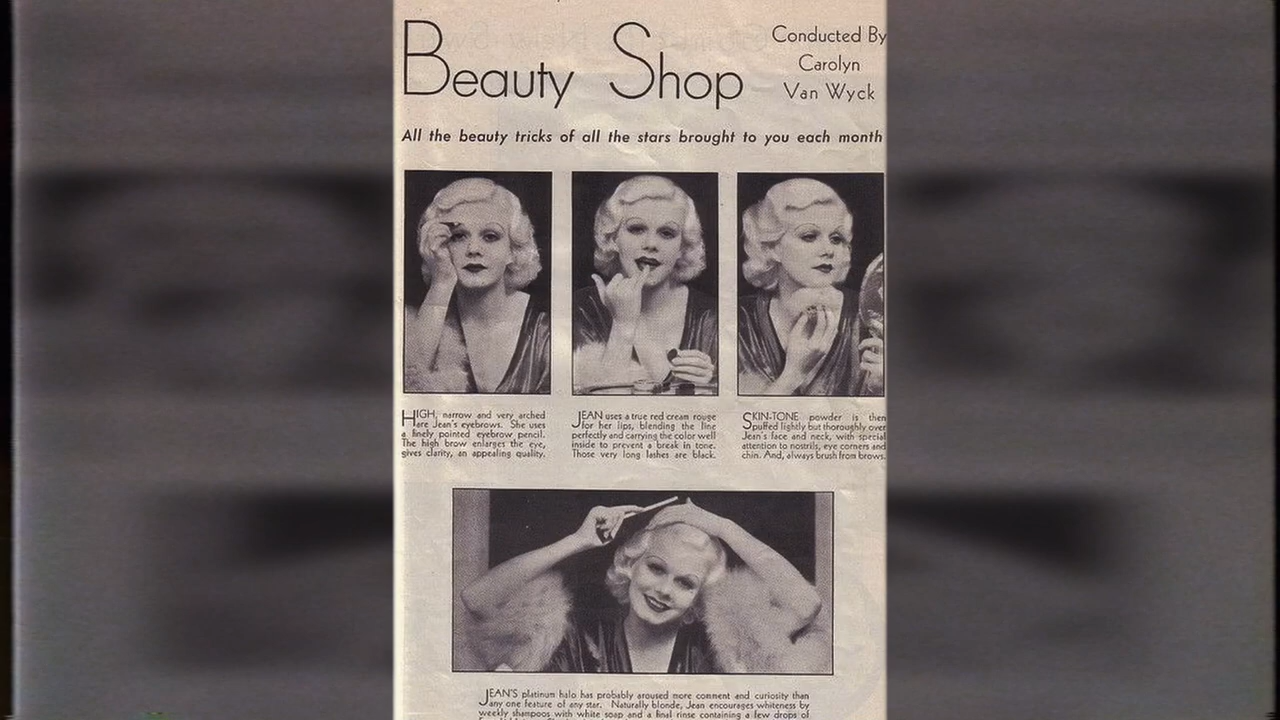 Beauty Shop
Conducted By
Carolyn
Van Wyck
All the beauty tricks of all the stars brought to you each month
HIGH, narrow and very arched
are Jean's eyebrows. She uses
a finely pointed eyebrow pencil.
The high brow enlarges the eye,
gives clarity, an appealing quality.
JEAN uses a true red cream rouge
for her lips, blending the line
perfectly and carrying the color well
inside to prevent a break in tone.
Those very long lashes are black.
SKIN-TONE powder is then
puffed lightly but thoroughly over
Jean's face and neck, with special
attention to nostrils, eye corners and
chin. And, always brush from brows.
JEAN'S platinum halo has probably aroused more comment and curiosity than
any one feature of any star. Naturally blonde, Jean encourages whiteness by
weekly shampoos with white soap and a final rinse containing a few drops of